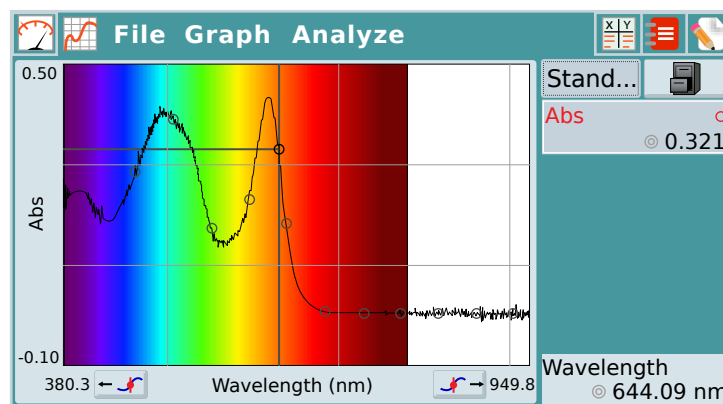 File Graph Analyze
X Y
0.50
Abs
-0.10
380.3
Wavelength (nm)
949.8
Stand...
Abs
0.321
Wavelength
644.09 nm